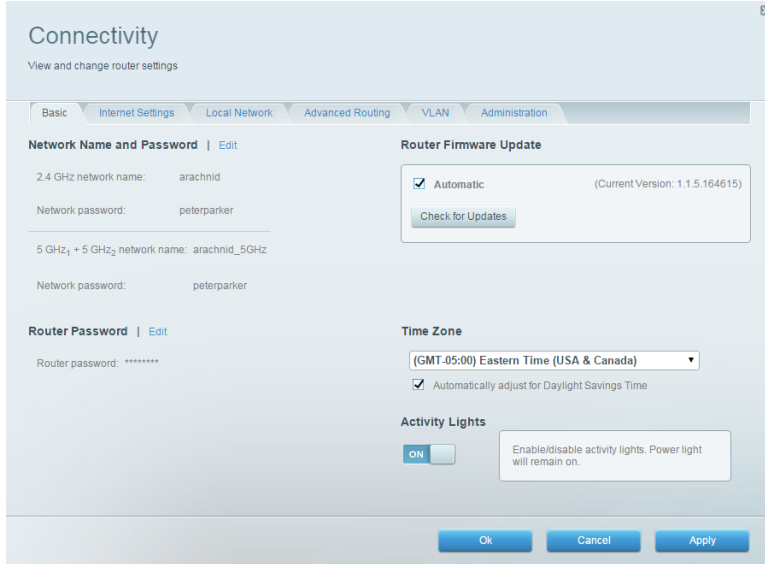 Connectivity
View and change router settings
Basic Internet Settings Local Network Advanced Routing VLAN Administration
Network Name and Password | Edit
2.4 GHz network name: arachnid
Network password: peterparker
5 GHz1 + 5 GHz2 network name: arachnid_5GHz
Network password: peterparker
Router Password | Edit
Router password: ********
Router Firmware Update
Automatic (Current Version: 1.1.5.164615)
Check for Updates
Time Zone
(GMT-05:00) Eastern Time (USA & Canada)
Automatically adjust for Daylight Savings Time
Activity Lights
ON
Enable/disable activity lights. Power light
will remain on.
Ok Cancel Apply